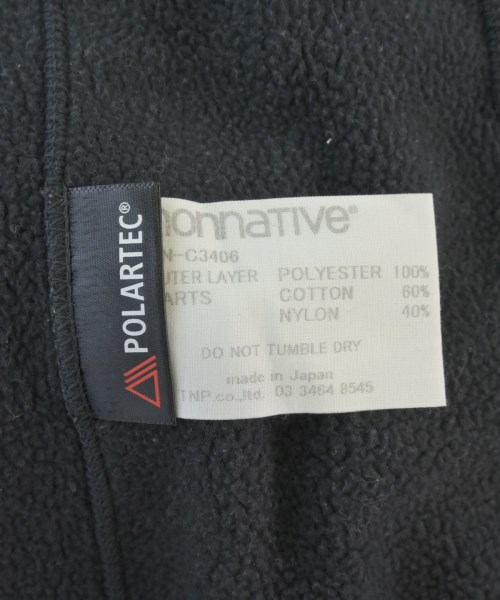 POLARTEC®
nonnative®
N-C3406
UTER LAYER POLYESTER 100%
ARTS COTTON 60%
NYLON 40%
DO NOT TUMBLE DRY
made in Japan
TNP.co.,ltd. 03 3464 8545